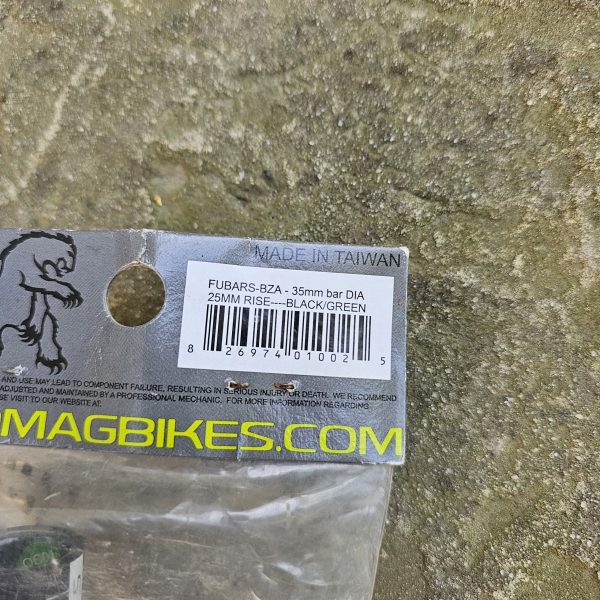 MADE IN TAIWAN
FUBARS-BZA - 35mm bar DIA
25MM RISE----BLACK/GREEN
8 26974 01002 5
AND USE MAY LEAD TO COMPONENT FAILURE, RESULTING IN SERIOUS INJURY OR DEATH. WE RECOMMEND
ADJUSTED AND MAINTAINED BY A PROFESSIONAL MECHANIC. FOR MORE INFORMATION REGARDING
VISIT TO OUR WEBSITE AT:
OMAGBIKES.COM